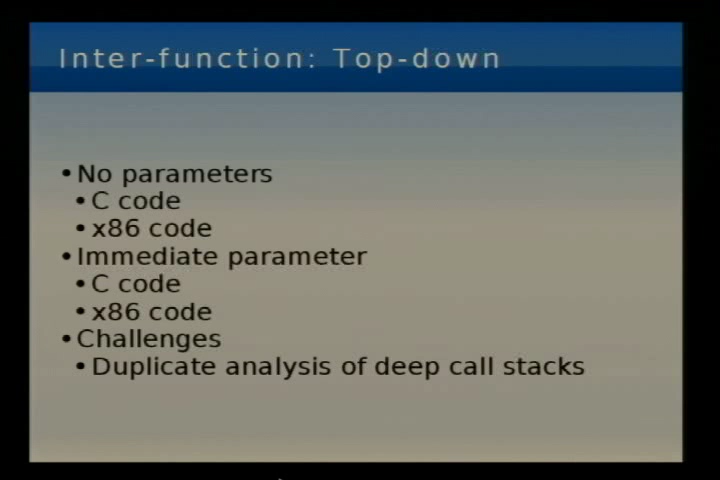 Inter-function: Top-down
•No parameters
•C code
•x86 code
•Immediate parameter
•C code
•x86 code
•Challenges
•Duplicate analysis of deep call stacks